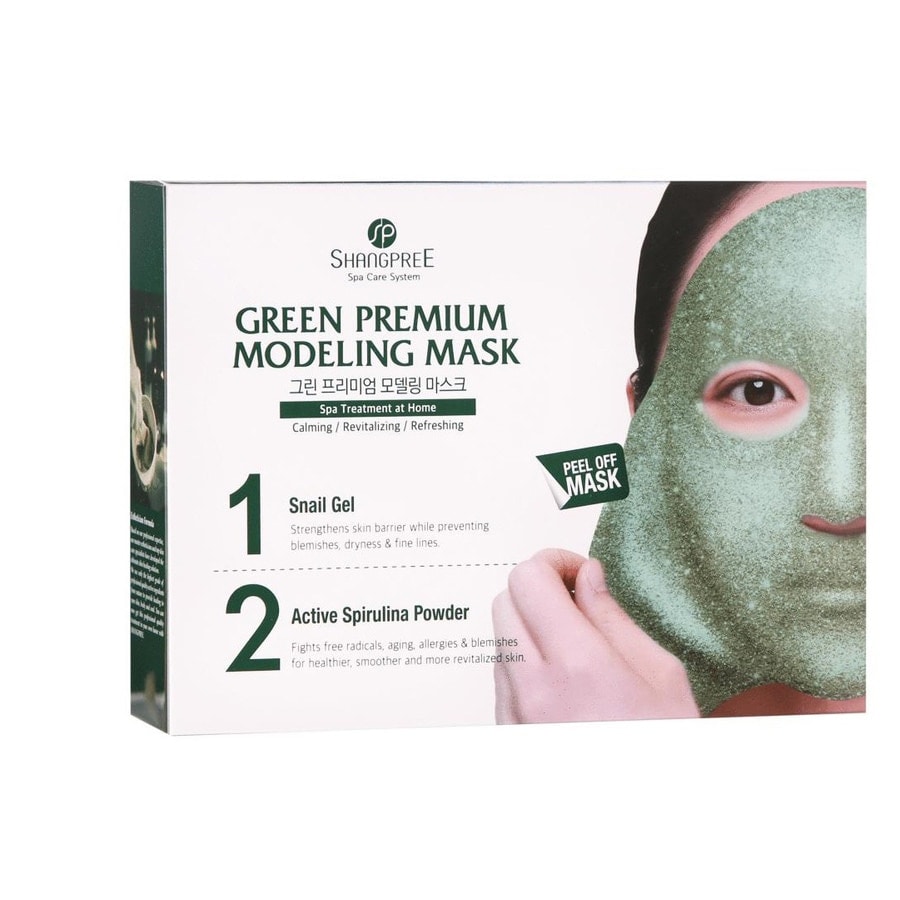 SP
SHANGPREE
Spa Care System
GREEN PREMIUM
MODELING MASK
그린 프리미엄 모델링 마스크
Spa Treatment at Home
Calming / Revitalizing / Refreshing
PEEL OFF
MASK
1
Snail Gel
Strengthens skin barrier while preventing
blemishes, dryness & fine lines.
2
Active Spirulina Powder
Fights free radicals, aging, allergies & blemishes
for healthier, smoother and more revitalized skin.